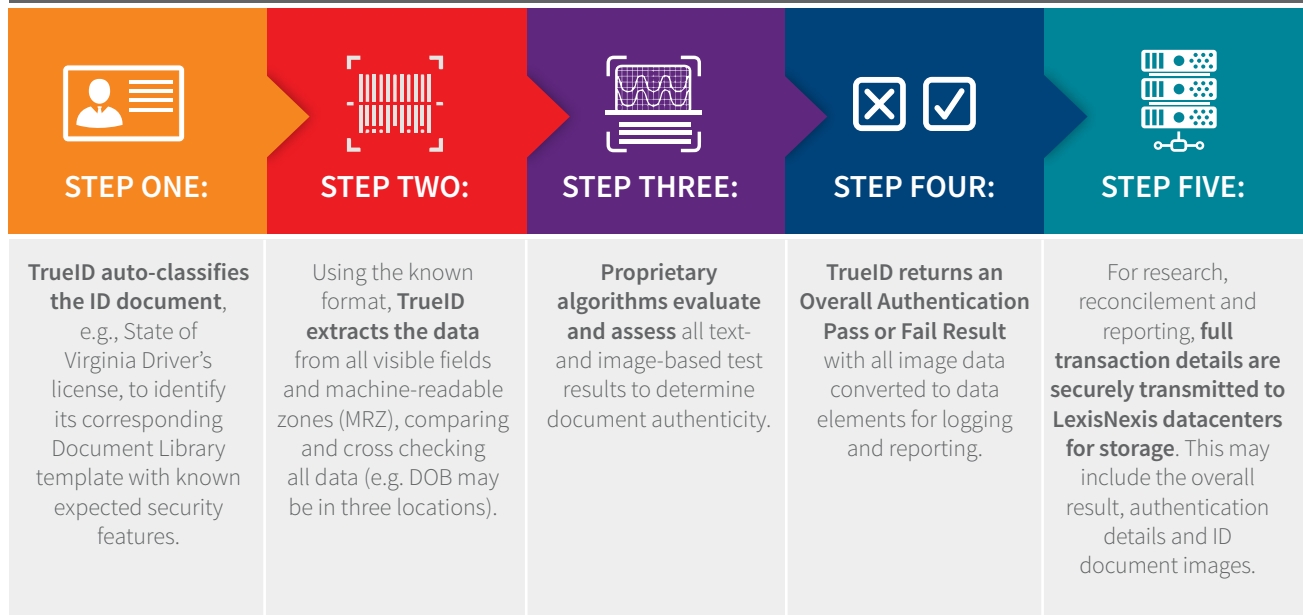 STEP ONE:
TrueID auto-classifies
the ID document,
e.g., State of
Virginia Driver’s
license, to identify
its corresponding
Document Library
template with known
expected security
features.
STEP TWO:
Using the known
format, TrueID
extracts the data
from all visible fields
and machine-readable
zones (MRZ), comparing
and cross checking
all data (e.g. DOB may
be in three locations).
STEP THREE:
Proprietary
algorithms evaluate
and assess all text-
and image-based test
results to determine
document authenticity.
STEP FOUR:
TrueID returns an
Overall Authentication
Pass or Fail Result
with all image data
converted to data
elements for logging
and reporting.
STEP FIVE:
For research,
reconcilement and
reporting, full
transaction details are
securely transmitted to
LexisNexis datacenters
for storage. This may
include the overall
result, authentication
details and ID
document images.